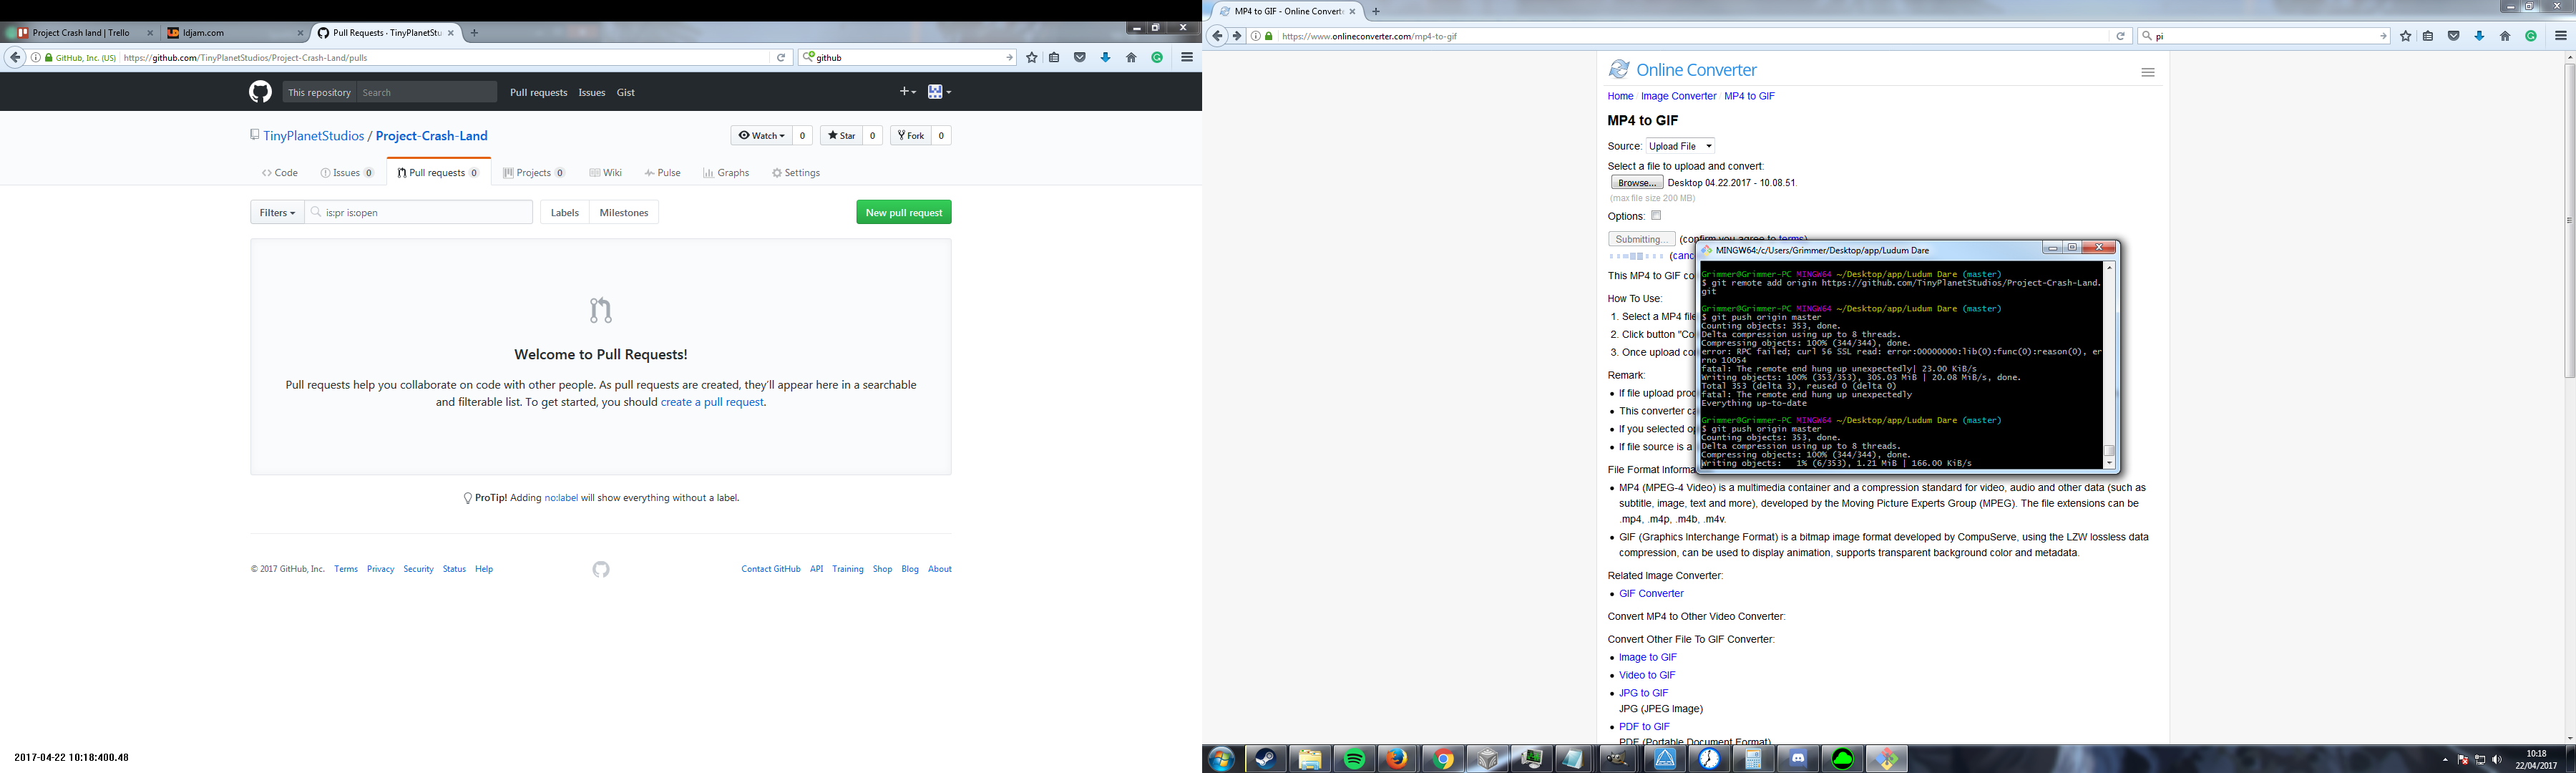 Project Crash land | Trello
ldjam.com
Pull Requests · TinyPlanetStu
GitHub, Inc. (US)
https://github.com/TinyPlanetStudios/Project-Crash-Land/pulls
github
This repository
Search
Pull requests
Issues
Gist
TinyPlanetStudios / Project-Crash-Land
Watch 0
Star 0
Fork 0
Code
Issues 0
Pull requests 0
Projects 0
Wiki
Pulse
Graphs
Settings
Filters
is:pr is:open
Labels
Milestones
New pull request
Welcome to Pull Requests!
Pull requests help you collaborate on code with other people. As pull requests are created, they'll appear here in a searchable
and filterable list. To get started, you should create a pull request.
ProTip! Adding no:label will show everything without a label.
© 2017 GitHub, Inc. Terms Privacy Security Status Help
Contact GitHub API Training Shop Blog About
2017-04-22 10:18:400.48
MP4 to GIF - Online Converte
https://www.onlineconverter.com/mp4-to-gif
pi
Online Converter
Home / Image Converter / MP4 to GIF
MP4 to GIF
Source: Upload File
Select a file to upload and convert:
Browse... Desktop 04.22.2017 - 10.08.51.
(max file size 200 MB)
Options:
Submitting... (confirm you agree to terms)
(canc
This MP4 to GIF co
How To Use:
1. Select a MP4 file
2. Click button "Co
3. Once upload co
Remark:
If file upload proc
This converter ca
If you selected o
If file source is a
File Format Informa
MP4 (MPEG-4 Video) is a multimedia container and a compression standard for video, audio and other data (such as
subtitle, image, text and more), developed by the Moving Picture Experts Group (MPEG). The file extensions can be
.mp4, .m4p, .m4b, .m4v.
GIF (Graphics Interchange Format) is a bitmap image format developed by CompuServe, using the LZW lossless data
compression, can be used to display animation, supports transparent background color and metadata.
Related Image Converter:
GIF Converter
Convert MP4 to Other Video Converter:
Convert Other File To GIF Converter:
Image to GIF
Video to GIF
JPG to GIF
JPG (JPEG Image)
PDF to GIF
PDF (Portable Document Format)
MINGW64:/c/Users/Grimmer/Desktop/app/Ludum Dare
Grimmer@Grimmer-PC MINGW64 ~/Desktop/app/Ludum Dare (master)
$ git remote add origin https://github.com/TinyPlanetStudios/Project-Crash-Land.
git
Grimmer@Grimmer-PC MINGW64 ~/Desktop/app/Ludum Dare (master)
$ git push origin master
Counting objects: 353, done.
Delta compression using up to 8 threads.
Compressing objects: 100% (344/344), done.
error: RPC failed; curl 56 SSL read: error:00000000:lib(0):func(0):reason(0), er
rno 10054
fatal: The remote end hung up unexpectedly| 23.00 KiB/s
Writing objects: 100% (353/353), 305.03 MiB | 20.08 MiB/s, done.
Total 353 (delta 3), reused 0 (delta 0)
fatal: The remote end hung up unexpectedly
Everything up-to-date
Grimmer@Grimmer-PC MINGW64 ~/Desktop/app/Ludum Dare (master)
$ git push origin master
Counting objects: 353, done.
Delta compression using up to 8 threads.
Compressing objects: 100% (344/344), done.
Writing objects: 1% (6/353), 1.21 MiB | 166.00 KiB/s
10:18
22/04/2017